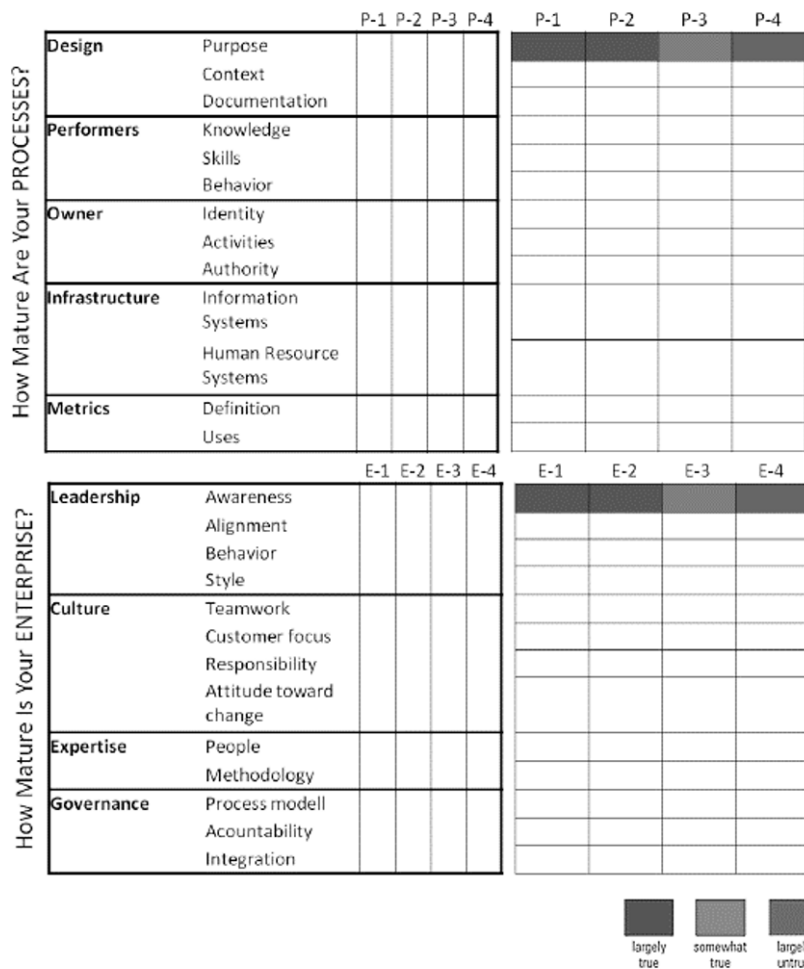 P-1 P-2 P-3 P-4 P-1 P-2 P-3 P-4
How Mature Are Your PROCESSES?
Design Purpose
Context
Documentation
Performers Knowledge
Skills
Behavior
Owner Identity
Activities
Authority
Infrastructure Information
Systems
Human Resource
Systems
Metrics Definition
Uses
E-1 E-2 E-3 E-4 E-1 E-2 E-3 E-4
How Mature Is Your ENTERPRISE?
Leadership Awareness
Alignment
Behavior
Style
Culture Teamwork
Customer focus
Responsibility
Attitude toward
change
Expertise People
Methodology
Governance Process modell
Acountability
Integration
largely somewhat largel
true true untru